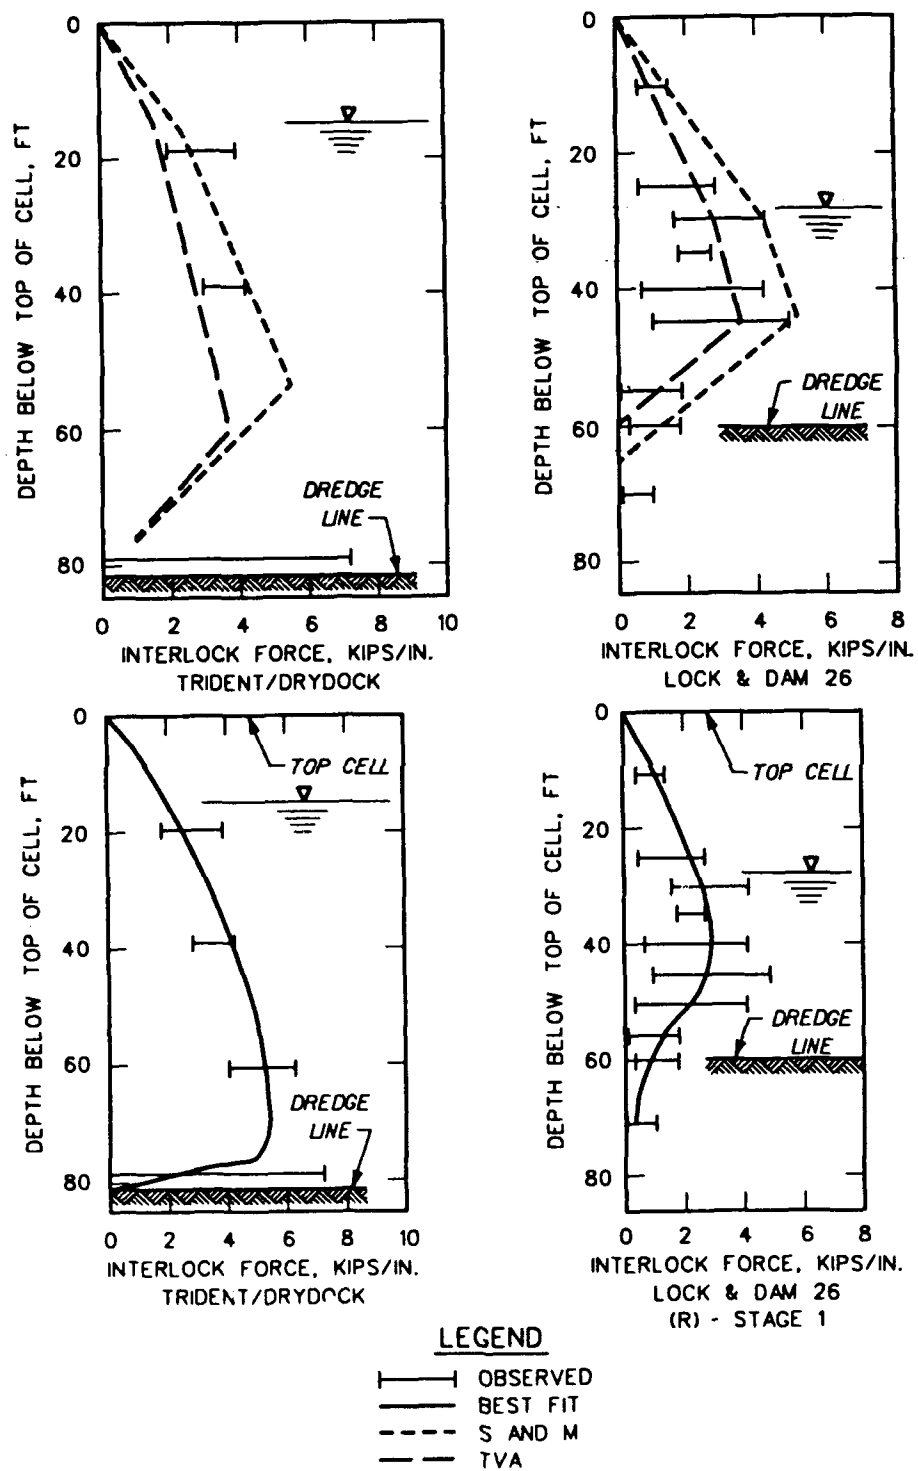 0
20
40
60
80
DEPTH BELOW TOP OF CELL, FT
DREDGE
LINE
0 2 4 6 8 10
INTERLOCK FORCE, KIPS/IN.
TRIDENT/DRYDOCK
0
20
40
60
80
DEPTH BELOW TOP OF CELL, FT
DREDGE
LINE
0 2 4 6 8
INTERLOCK FORCE, KIPS/IN.
LOCK & DAM 26
0
20
40
60
80
DEPTH BELOW TOP OF CELL, FT
TOP CELL
DREDGE
LINE
0 2 4 6 8 10
INTERLOCK FORCE, KIPS/IN.
TRIDENT/DRYDOCK
0
20
40
60
80
DEPTH BELOW TOP OF CELL, FT
TOP CELL
DREDGE
LINE
0 2 4 6 8
INTERLOCK FORCE, KIPS/IN.
LOCK & DAM 26
(R) - STAGE 1
LEGEND
OBSERVED
BEST FIT
S AND M
TVA